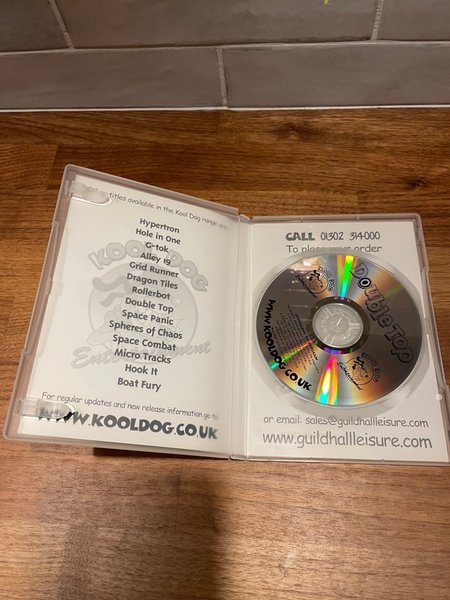 titles available in the Kool Dog range are:
Hypertron
Hole in One
G-tok
Alley 19
Grid Runner
Dragon Tiles
Rollerbot
Double Top
Space Panic
Spheres of Chaos
Space Combat
Micro Tracks
Hook It
Boat Fury
KOOL DOG
Entertainment
For regular updates and new release information go to:
WWW.KOOLDOG.CO.UK
CALL 01302 314000
To place your order
Double Top
WWW.KOOLDOG.CO.UK
or email: sales@guildhallleisure.com
www.guildhallleisure.com